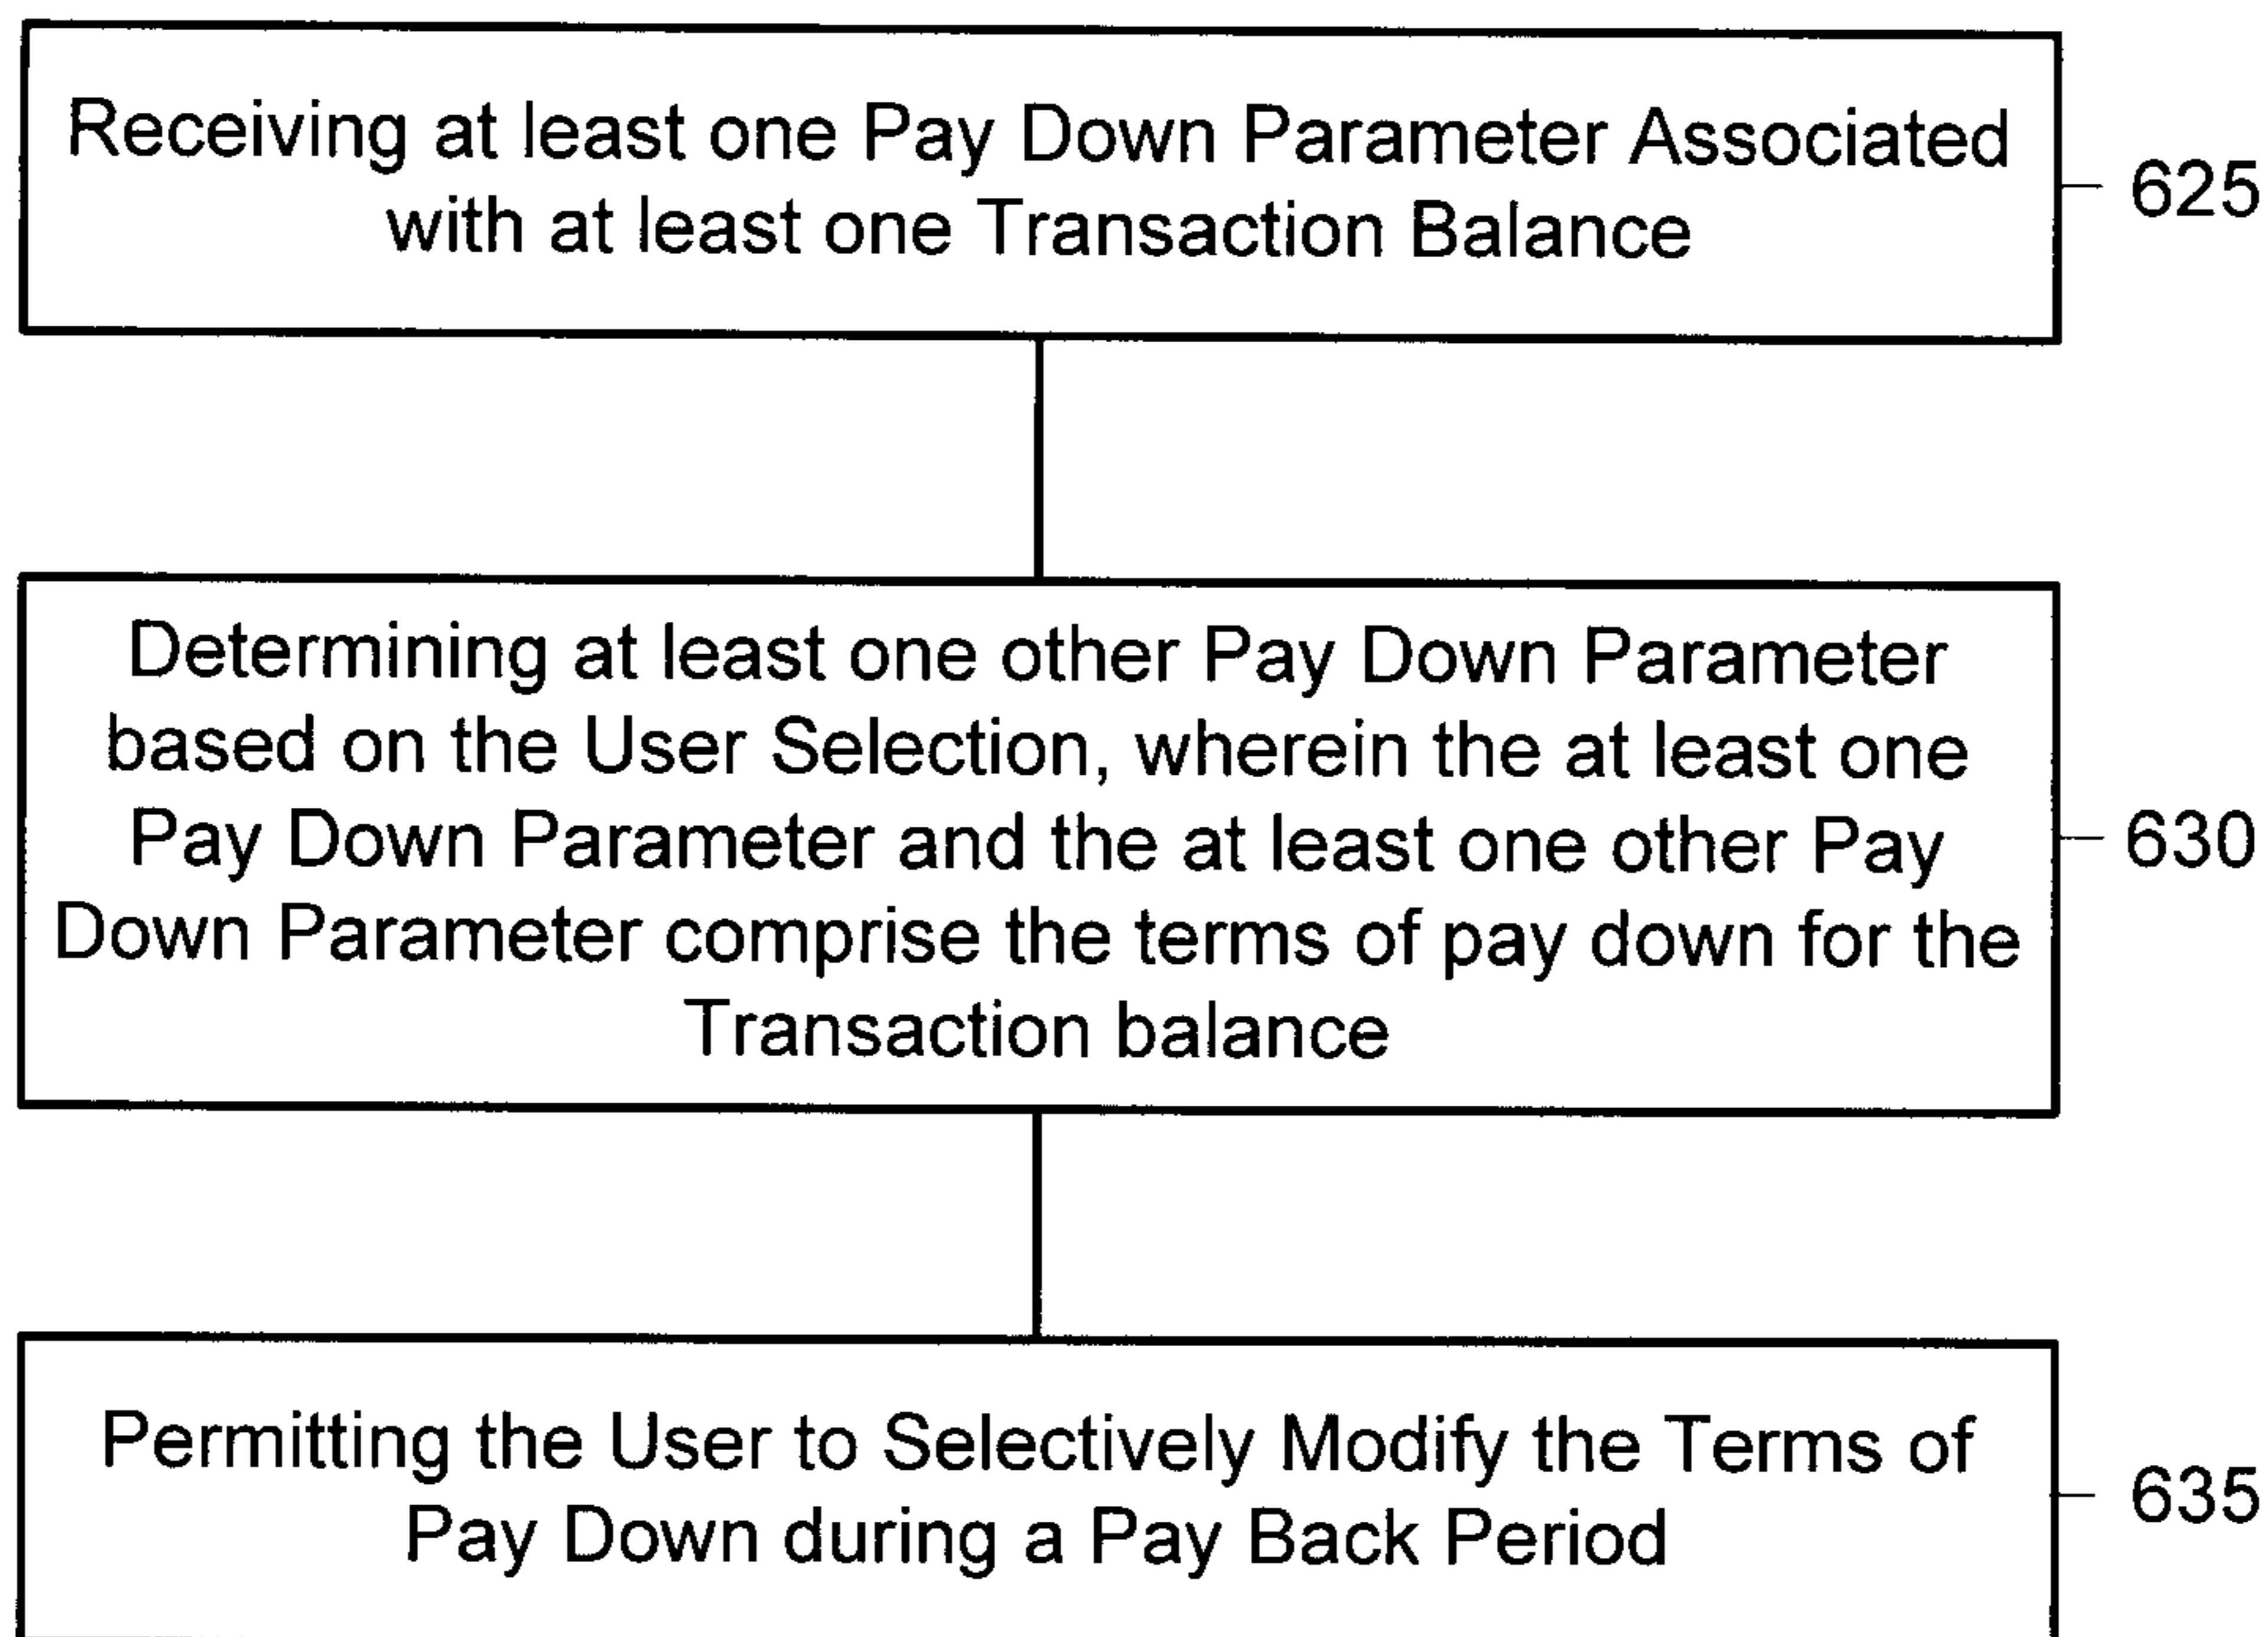 Receiving at least one Pay Down Parameter Associated
with at least one Transaction Balance
625
Determining at least one other Pay Down Parameter
based on the User Selection, wherein the at least one
Pay Down Parameter and the at least one other Pay
Down Parameter comprise the terms of pay down for the
Transaction balance
630
Permitting the User to Selectively Modify the Terms of
Pay Down during a Pay Back Period
635